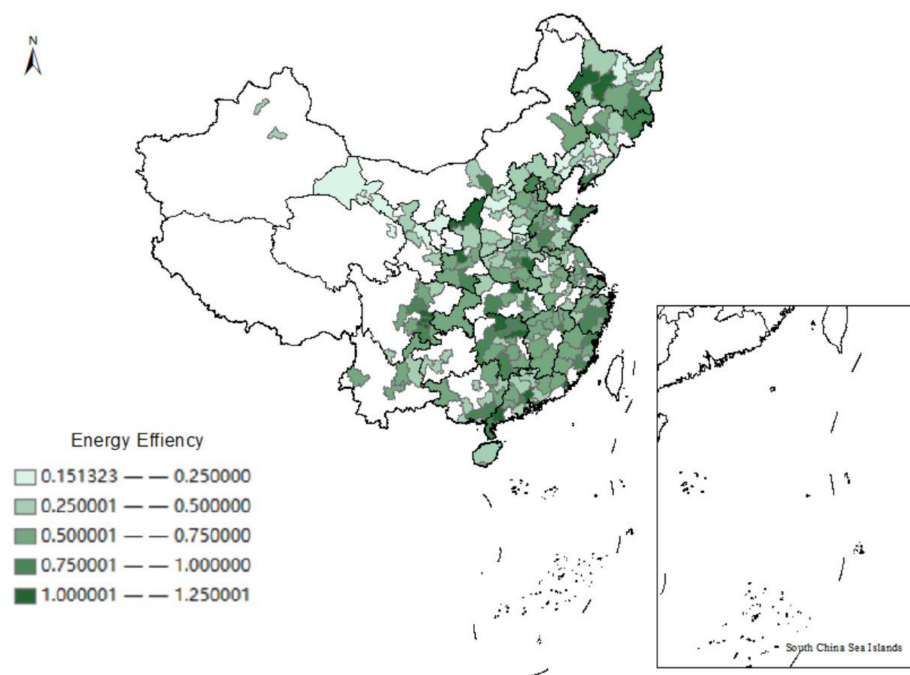 N
Energy Effiency
0.151323 — — 0.250000
0.250001 — — 0.500000
0.500001 — — 0.750000
0.750001 — — 1.000000
1.000001 — — 1.250001
South China Sea Islands